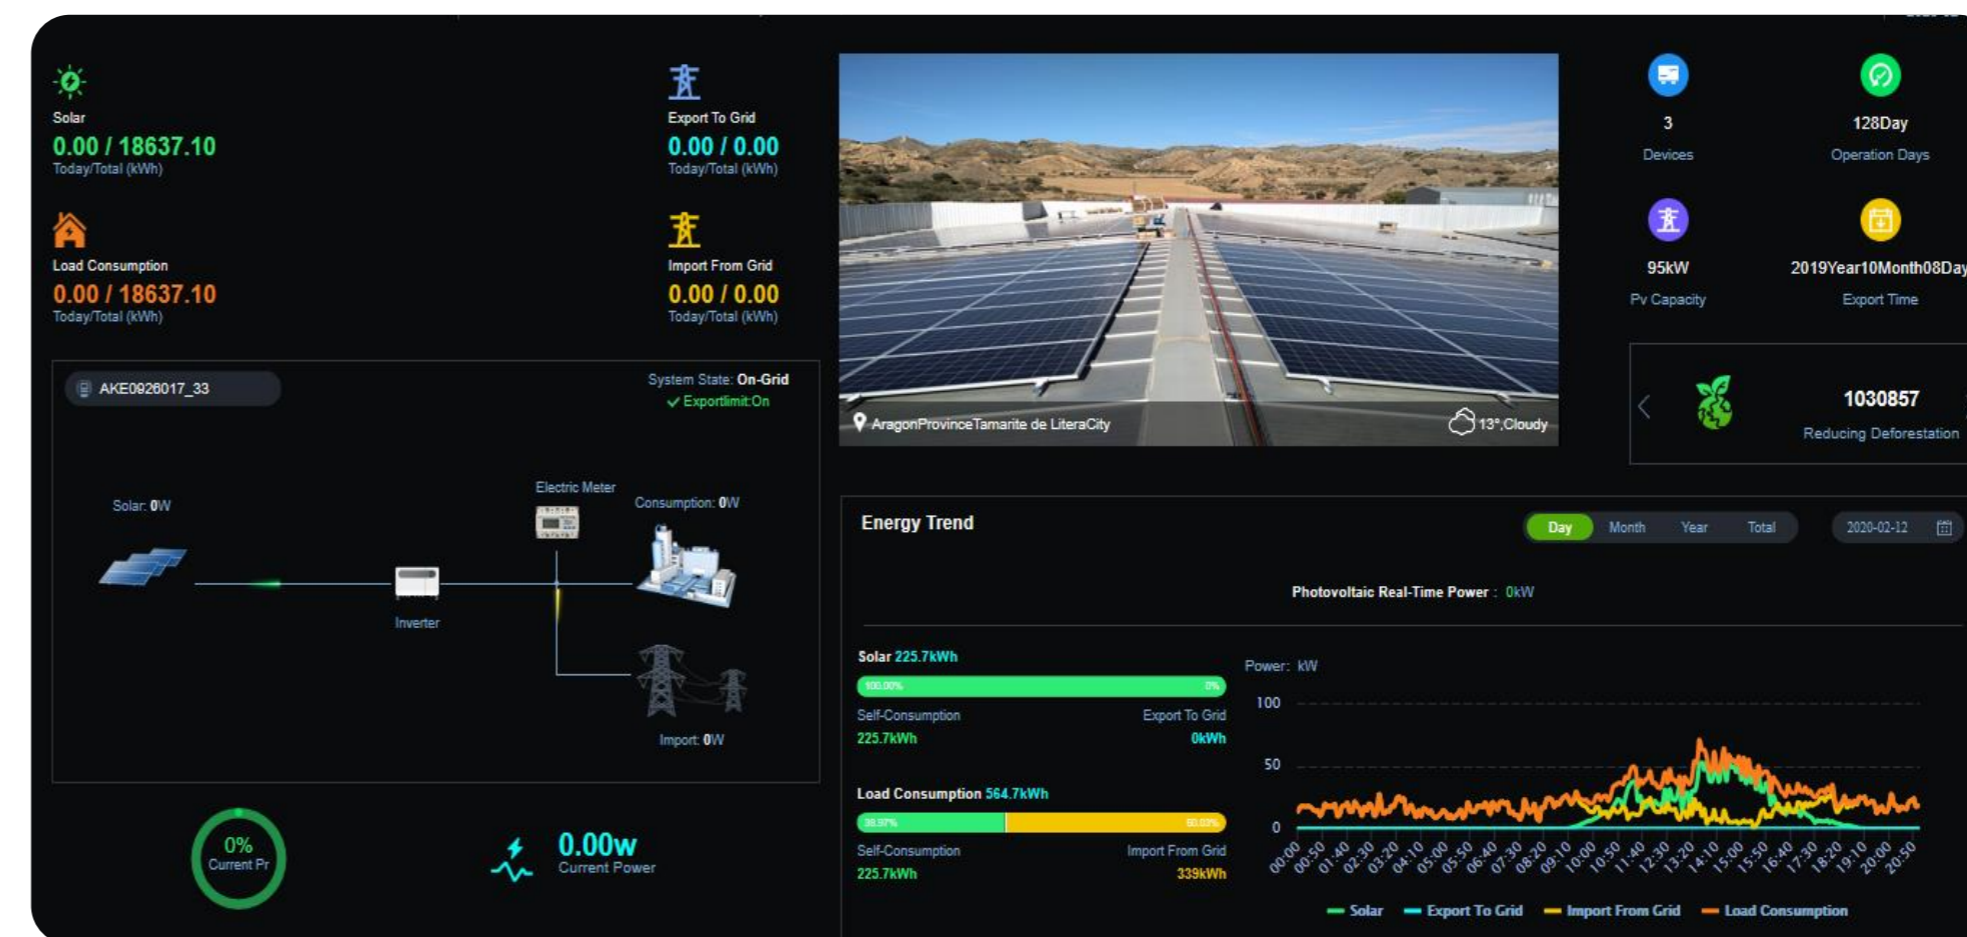 Solar
0.00 / 18637.10
Today/Total (kWh)
Export To Grid
0.00 / 0.00
Today/Total (kWh)
Load Consumption
0.00 / 18637.10
Today/Total (kWh)
Import From Grid
0.00 / 0.00
Today/Total (kWh)
AKE0926017_33
System State: On-Grid
Exportlimit:On
Solar: 0W
Electric Meter
Consumption: 0W
Inverter
Import: 0W
0%
Current Pr
0.00w
Current Power
AragonProvinceTamarite de LiteraCity
13°,Cloudy
3
Devices
128Day
Operation Days
95kW
Pv Capacity
2019Year10Month08Day
Export Time
1030857
Reducing Deforestation
Energy Trend
Day Month Year Total
2020-02-12
Photovoltaic Real-Time Power : 0kW
Solar 225.7kWh
100.00% 0%
Self-Consumption Export To Grid
225.7kWh 0kWh
Load Consumption 564.7kWh
39.97% 60.03%
Self-Consumption Import From Grid
225.7kWh 339kWh
Power: kW
100
50
0
00:00 00:50 01:40 02:30 03:20 04:10 05:00 05:50 06:40 07:30 08:20 09:10 10:00 10:50 11:40 12:30 13:20 14:10 15:00 15:50 16:40 17:30 18:20 19:10 20:00 20:50
Solar Export To Grid Import From Grid Load Consumption